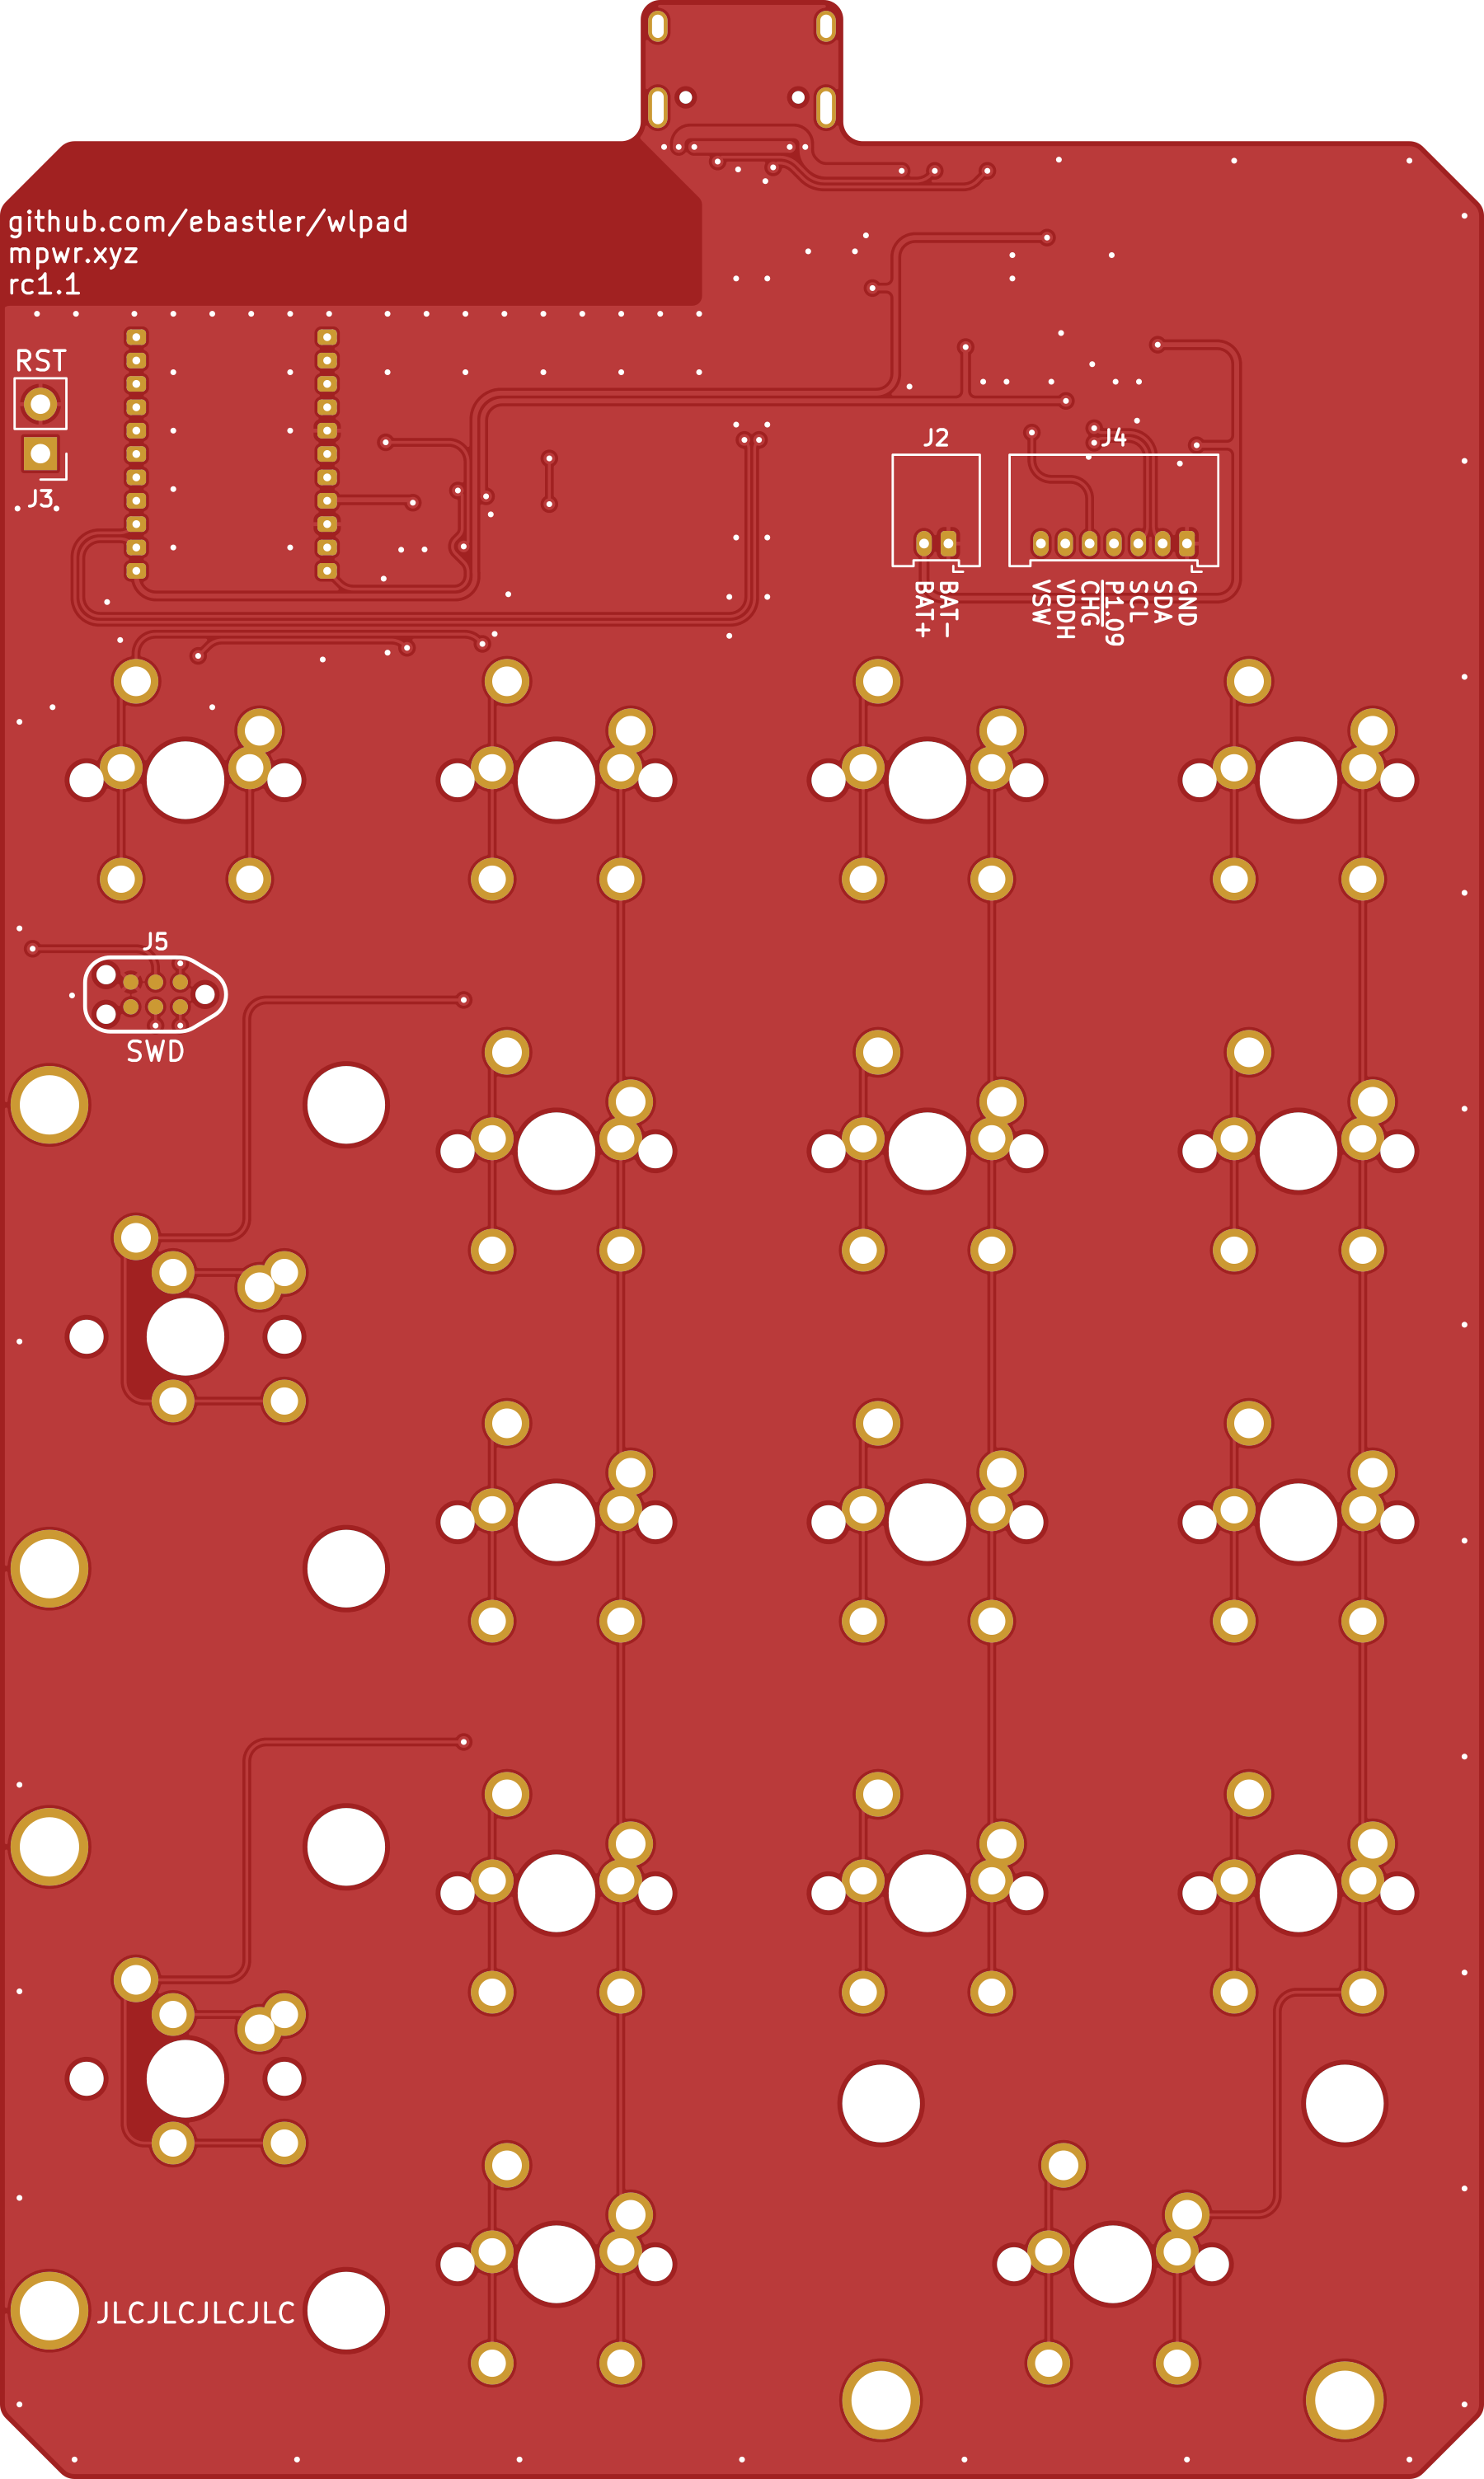 github.com/ebastler/wlpad
mpwr.xyz
rc1.1
RST
J3
J2
J4
BAT+
BAT-
VSW
VDDH
CHG
P1.09
SCL
SDA
GND
J5
SWD
JLCJLCJLCJLC